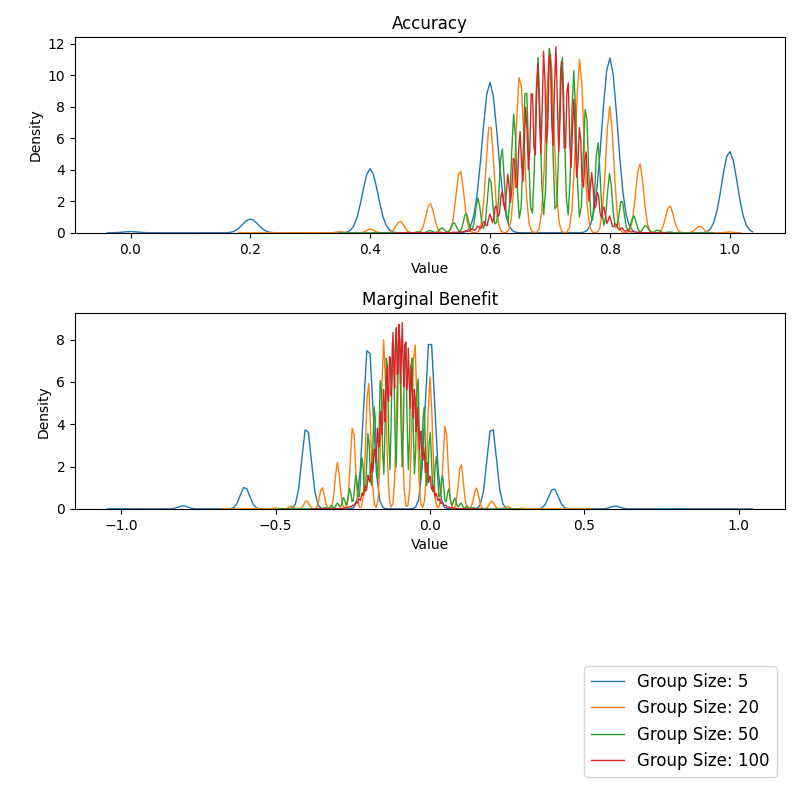 Accuracy
12
10
8
6
4
2
0
Density
0.0 0.2 0.4 0.6 0.8 1.0
Value
Marginal Benefit
8
6
4
2
0
Density
−1.0 −0.5 0.0 0.5 1.0
Value
Group Size: 5
Group Size: 20
Group Size: 50
Group Size: 100